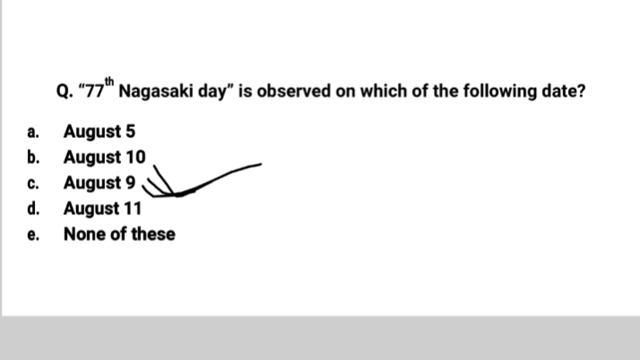 Q. "77th Nagasaki day" is observed on which of the following date?
a. August 5
b. August 10
c. August 9
d. August 11
e. None of these